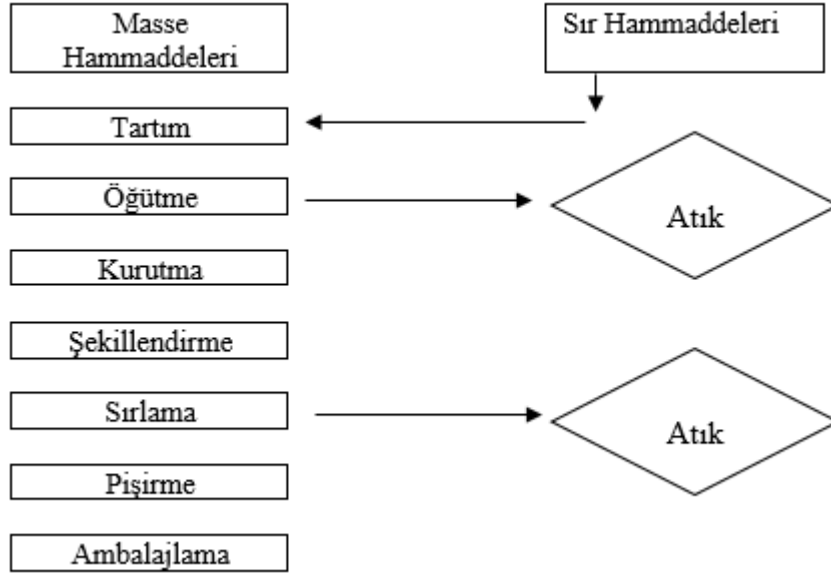 Masse
Hammaddeleri
Sır Hammaddeleri
Tartım
Öğütme
Atık
Kurutma
Şekillendirme
Sırlama
Atık
Pişirme
Ambalajlama